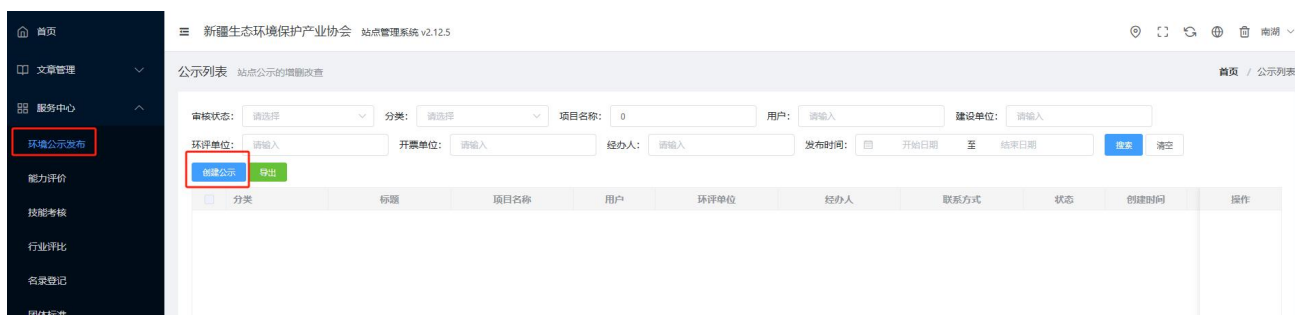 首页
新疆生态环境保护产业协会 站点管理系统 v2.12.5
南湖
文章管理
公示列表 站点公示的增删改查
首页 / 公示列表
服务中心
审核状态: 请选择 分类: 请选择 项目名称: 0 用户: 请输入 建设单位: 请输入
环境公示发布
环评单位: 请输入 开票单位: 请输入 经办人: 请输入 发布时间: 开始日期 至 结束日期 搜索 清空
创建公示 导出
能力评价
分类 标题 项目名称 用户 环评单位 经办人 联系方式 状态 创建时间 操作
技能考核
行业评比
名录登记
团体标准